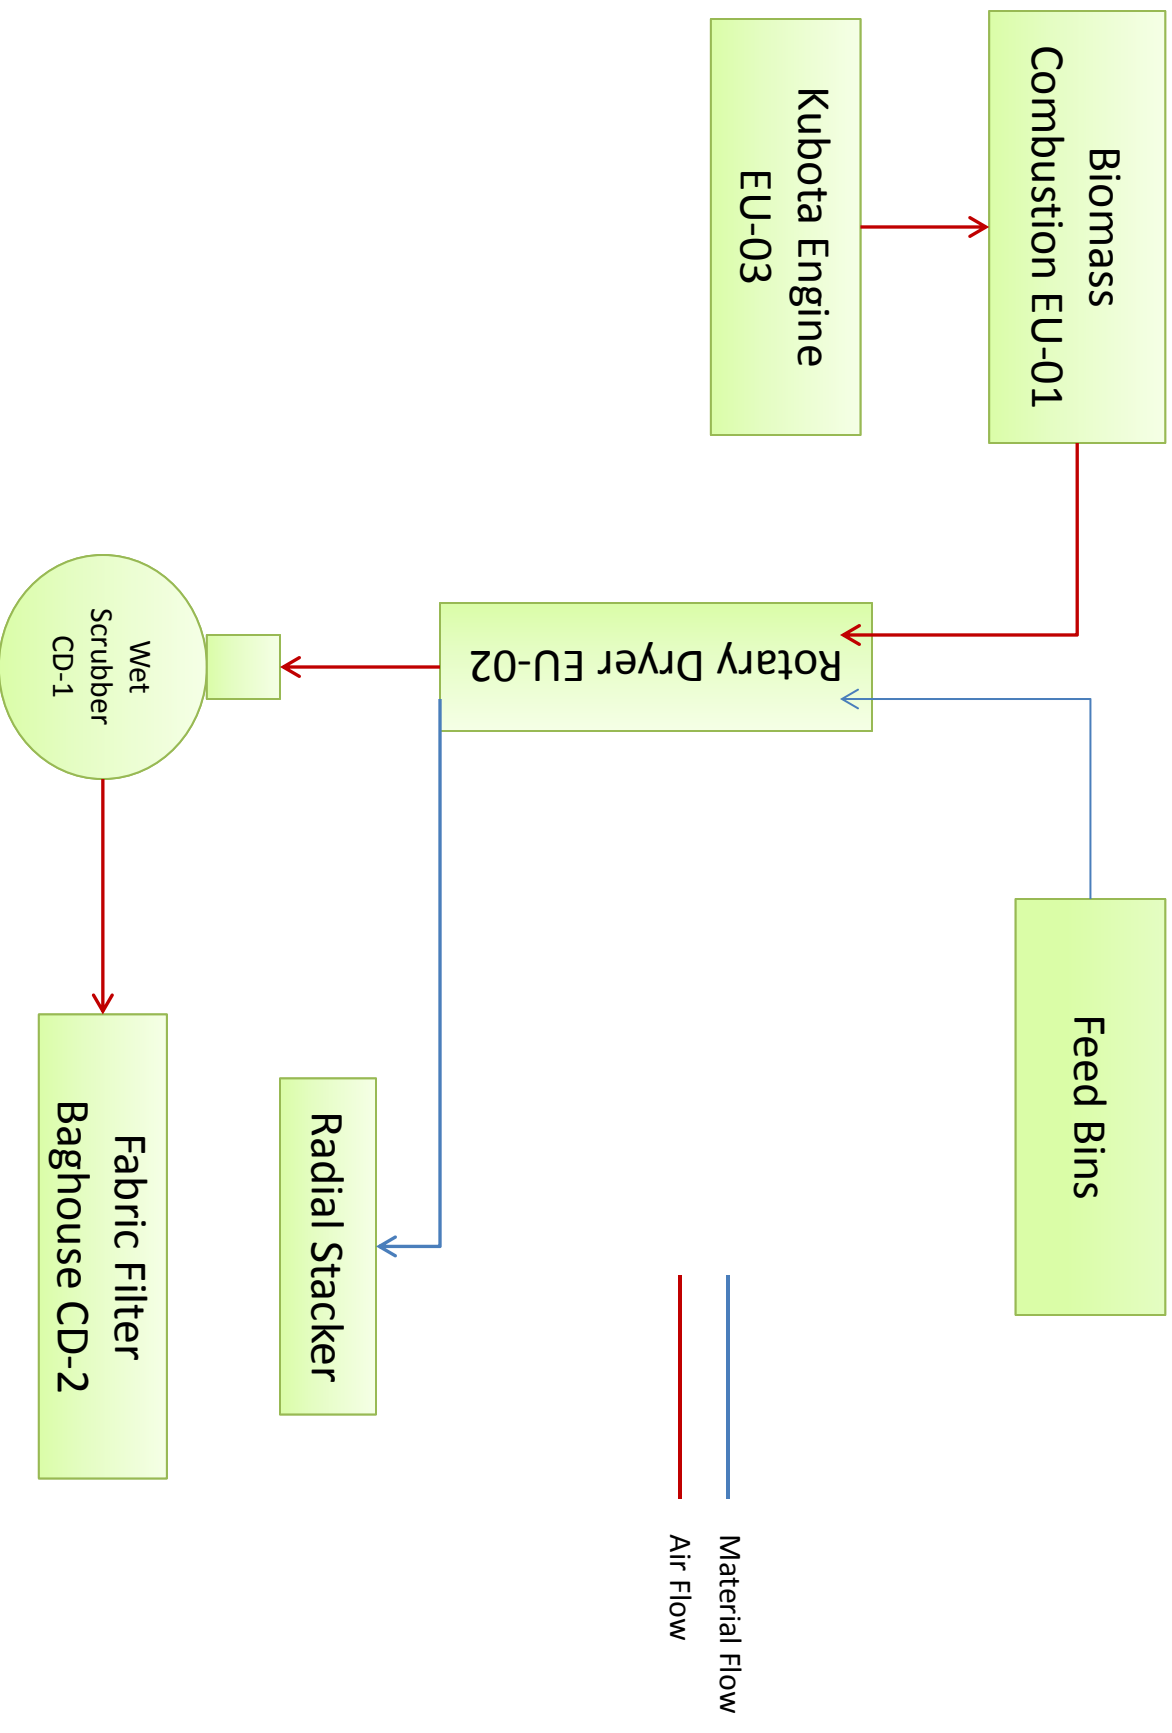 Biomass
Combustion EU-01
Kubota Engine
EU-03
Feed Bins
Rotary Dryer EU-02
Material Flow
Air Flow
Radial Stacker
Wet
Scrubber
CD-1
Fabric Filter
Baghouse CD-2